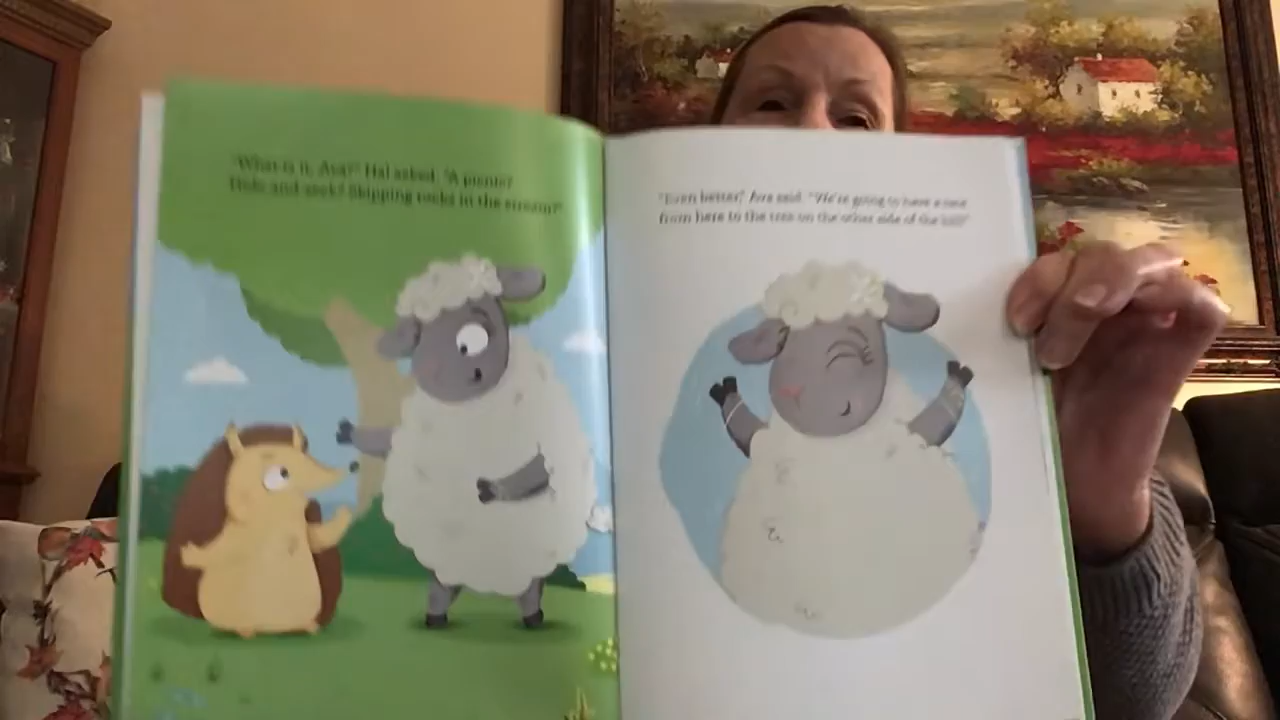 "What is it, Ava?" Hal asked. "A picnic?
Hide and seek? Skipping rocks in the stream?"
"Even better," Ava said. "We're going to have a race
from here to the tree on the other side of the hill!"